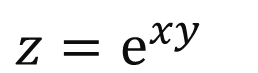 z = e^{xy}